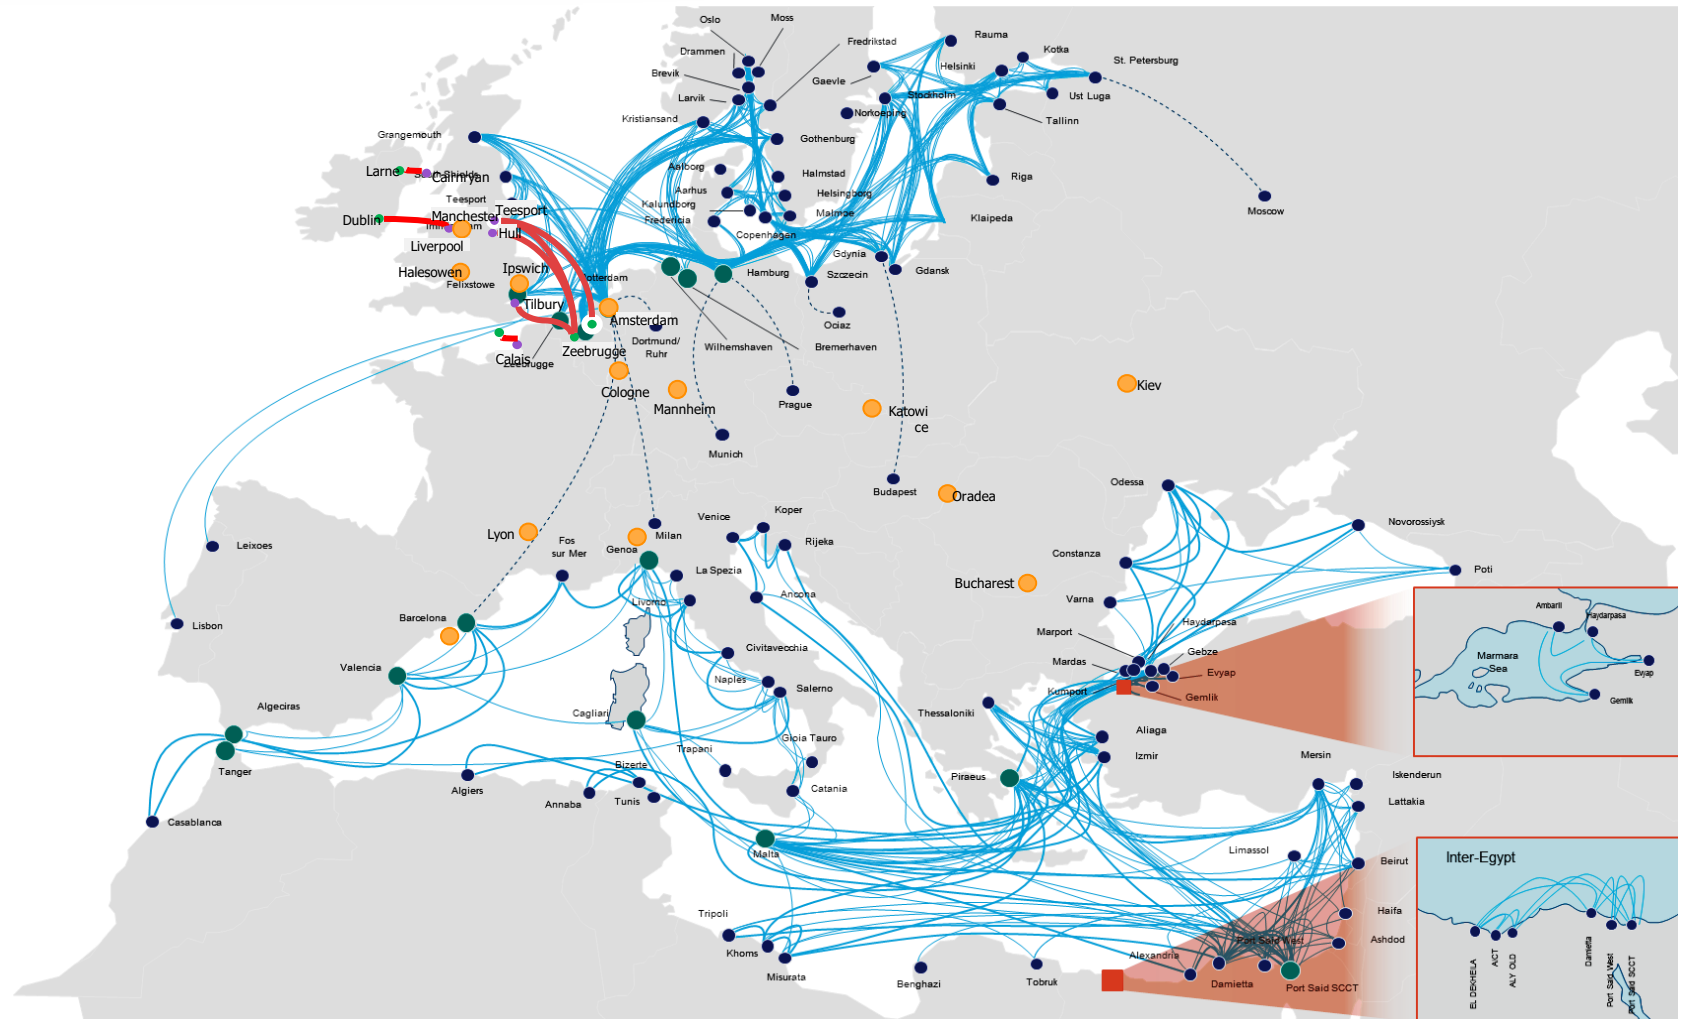 Oslo
Moss
Fredrikstad
Drammen
Brevik
Larvik
Kristiansand
Gaevle
Rauma
Helsinki
Kotka
St. Petersburg
Stockholm
Norkoeping
Ust Luga
Tallinn
Grangemouth
Gothenburg
Larne
Cairnryan
Aalborg
Halmstad
Riga
Aarhus
Helsingborg
Teesport
Kalundborg
Malmoe
Moscow
Dublin
Manchester
Teesport
Fredericia
Klaipeda
Hull
Copenhagen
Liverpool
Gdynia
Halesowen
Ipswich
Hamburg
Szczecin
Gdansk
Felixstowe
Rotterdam
Tilbury
Amsterdam
Ociaz
Dortmund/
Ruhr
Wilhemshaven
Bremerhaven
Calais
Zeebrugge
Zeebrugge
Cologne
Mannheim
Prague
Katowi
ce
Kiev
Munich
Budapest
Oradea
Odessa
Lyon
Fos
sur Mer
Milan
Genoa
Venice
Koper
Rijeka
Novorossiysk
Leixoes
La Spezia
Constanza
Poti
Ancona
Bucharest
Varna
Livorno
Lisbon
Barcelona
Haydarpasa
Marport
Civitavecchia
Gebze
Valencia
Mardas
Evyap
Naples
Salerno
Kumport
Gemlik
Algeciras
Cagliari
Thessaloniki
Aliaga
Gioia Tauro
Trapani
Izmir
Mersin
Tanger
Bizerte
Piraeus
Iskenderun
Algiers
Annaba
Tunis
Catania
Lattakia
Casablanca
Malta
Limassol
Beirut
Tripoli
Haifa
Khoms
Port Said West
Ashdod
Misurata
Alexandria
Benghazi
Tobruk
Damietta
Port Said SCCT
Ambarli
Haydarpasa
Marmara
Sea
Evyap
Gemlik
Inter-Egypt
EL DEKHELA
ACT
ALY OLD
Damietta
Port Said West
Port Said SCCT